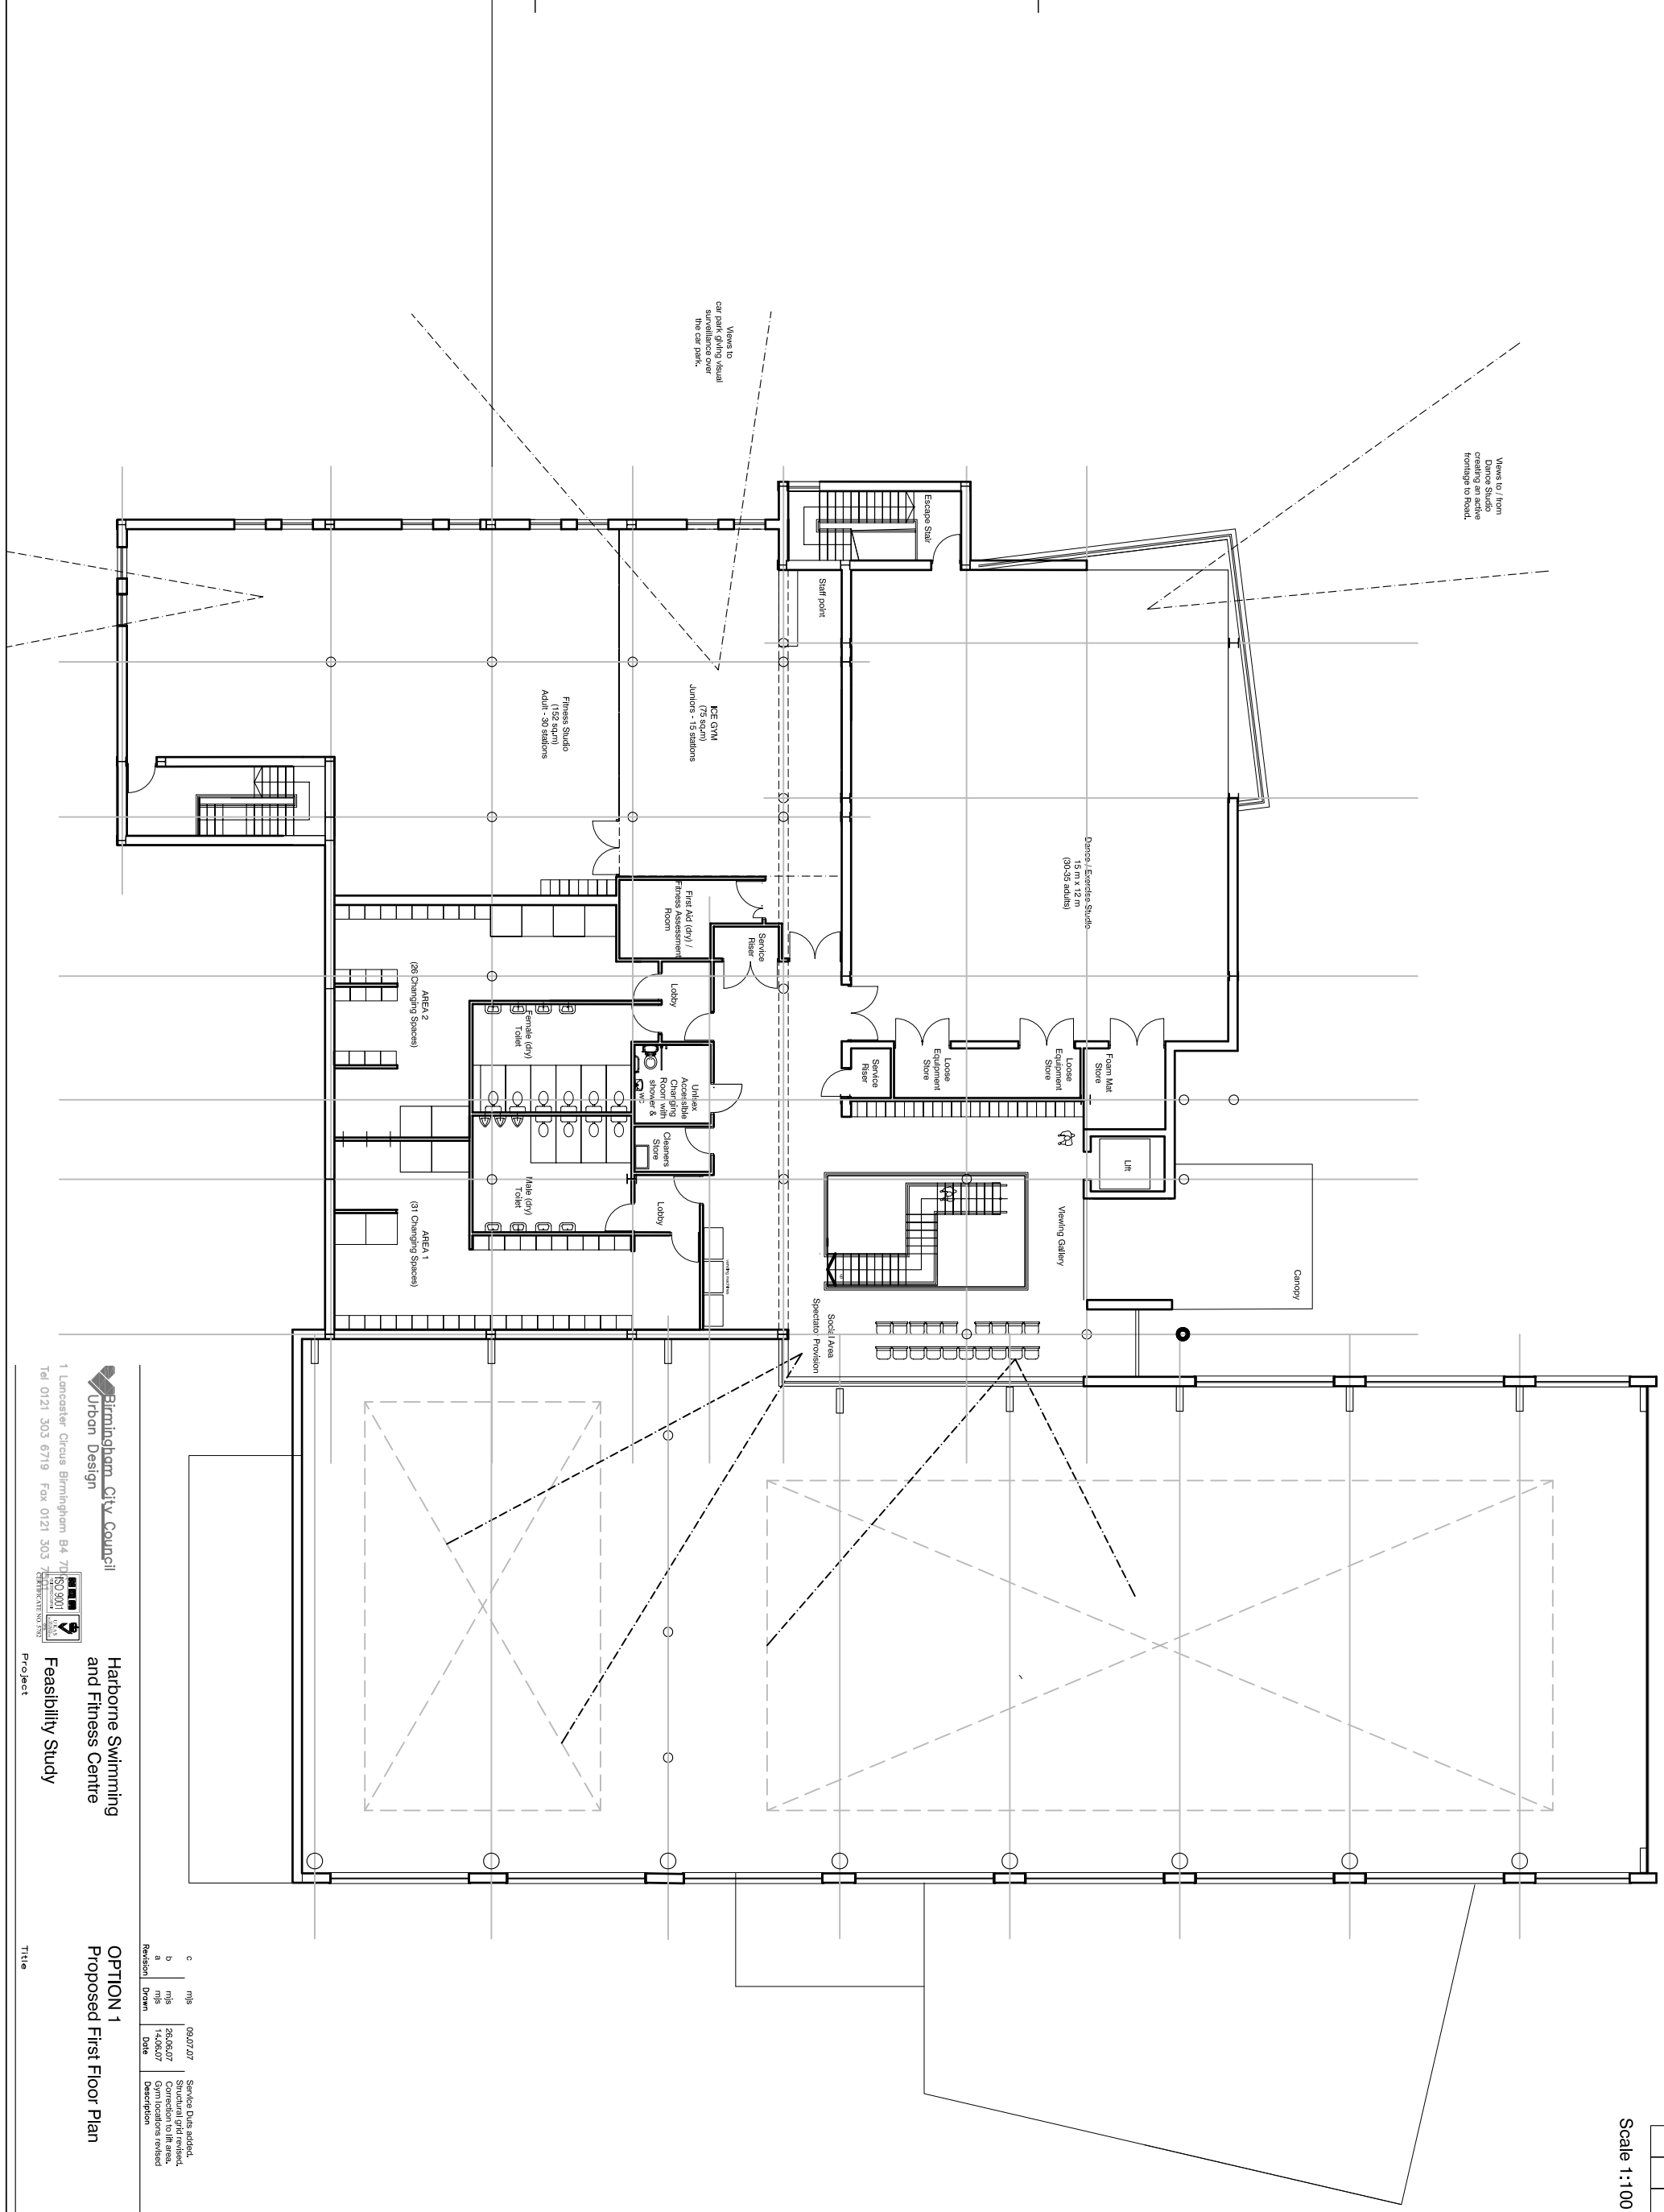 Views to / from
Dance Studio
creating an active
frontage to Road.
Views to
car park giving visual
surveillance over
the car park.
Escape Stair
Staff point
Dance / Exercise Studio
15 m x 12 m
(30-35 adults)
ICE GYM
(75 sq.m)
Juniors - 15 stations
Fitness Studio
(152 sq.m)
Adult - 30 stations
First Aid (dry) /
Fitness Assessment
Room
Service
Riser
Lobby
AREA 2
(26 Changing Spaces)
Female (dry)
Toilet
Unisex
Accessible
Changing
Room with
shower &
wc
Cleaners
Store
Male (dry)
Toilet
Lobby
AREA 1
(31 Changing Spaces)
vending machines
Foam Mat
Store
Loose
Equipment
Store
Loose
Equipment
Store
Service
Riser
Lift
Viewing Gallery
Canopy
Social Area
Spectator Provision
Birmingham City Council
Urban Design
1 Lancaster Circus Birmingham B4
Tel 0121 303 6719 Fax 0121 303
ISO 9001
UKAS
CERTIFICATE NO.
Harborne Swimming
and Fitness Centre
Feasibility Study
Project
OPTION 1
Proposed First Floor Plan
Title
c mjs 09.07.07 Service Duts added.
Structural grid revised.
b mjs 26.06.07 Correction to lift area.
a mjs 14.06.07 Gym locations revised
Revision Drawn Date Description
Scale 1:100